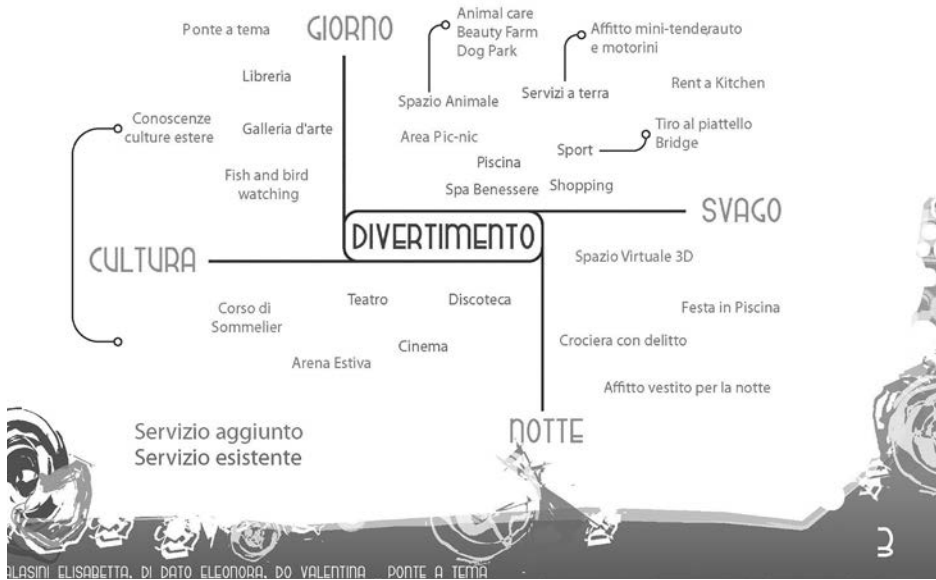 Ponte a tema
GIORNO
Animal care
Beauty Farm
Dog Park
Affitto mini-tender,auto
e motorini
Libreria
Spazio Animale
Servizi a terra
Rent a Kitchen
Conoscenze
culture estere
Galleria d'arte
Area Pic-nic
Tiro al piattello
Bridge
Sport
Piscina
Fish and bird
watching
Spa Benessere
Shopping
SVAGO
DIVERTIMENTO
CULTURA
Spazio Virtuale 3D
Corso di
Sommelier
Teatro
Discoteca
Festa in Piscina
Cinema
Crociera con delitto
Arena Estiva
Affitto vestito per la notte
Servizio aggiunto
Servizio esistente
NOTTE
3
ALASINI ELISABETTA, DI DATO ELEONORA, DO VALENTINA PONTE A TEMA